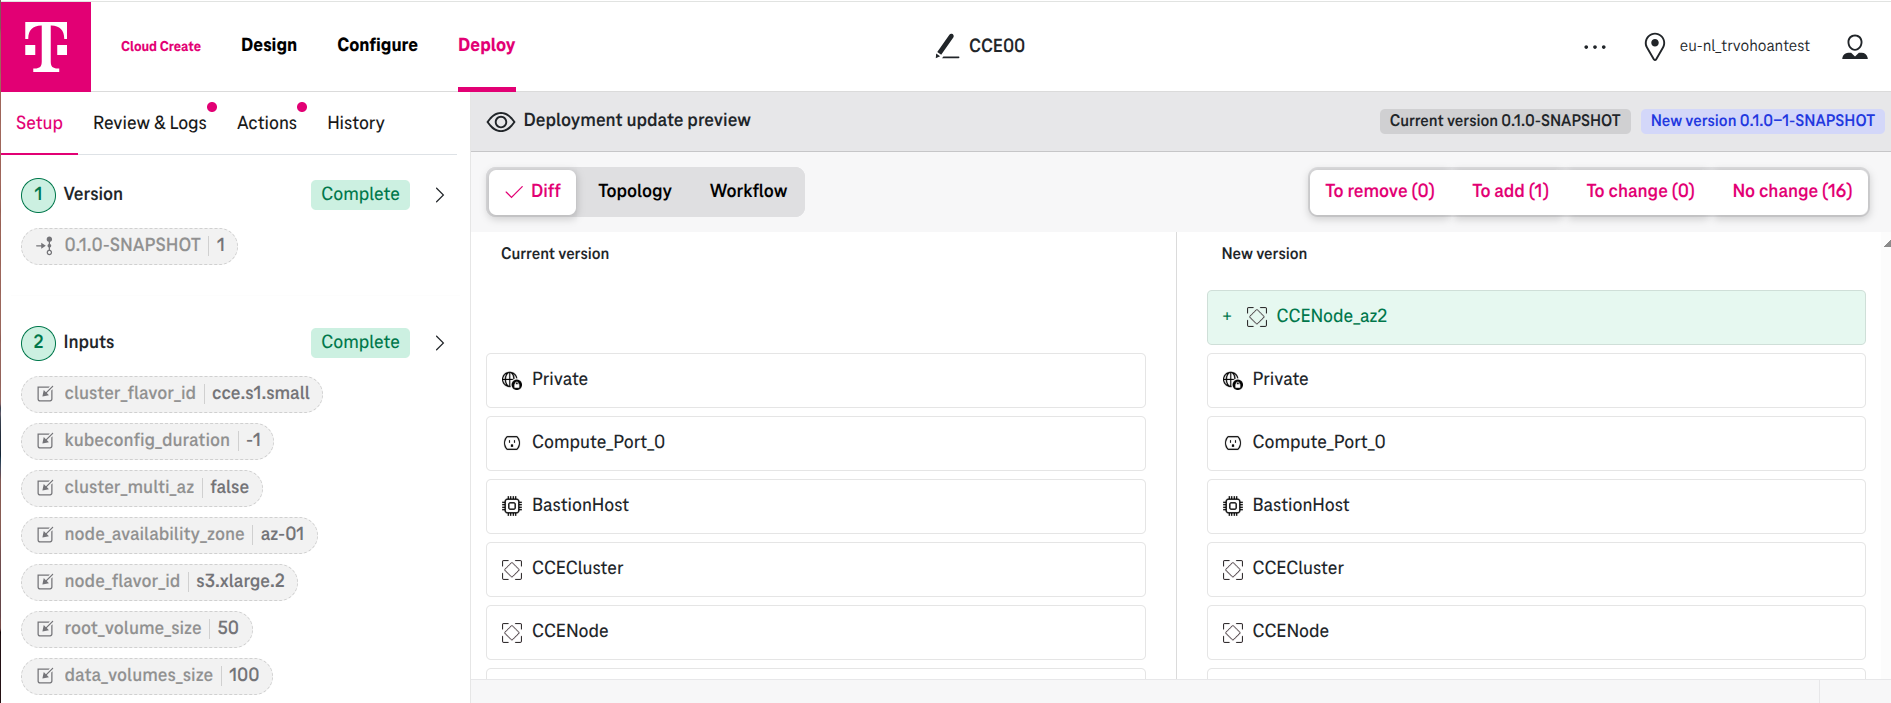 T Cloud Create Design Configure Deploy CCE00 ... eu-nl_trvohoantest
Setup Review & Logs Actions History
1 Version Complete
0.1.0-SNAPSHOT 1
2 Inputs Complete
cluster_flavor_id cce.s1.small
kubeconfig_duration -1
cluster_multi_az false
node_availability_zone az-01
node_flavor_id s3.xlarge.2
root_volume_size 50
data_volumes_size 100
Deployment update preview Current version 0.1.0-SNAPSHOT New version 0.1.0-1-SNAPSHOT
Diff Topology Workflow To remove (0) To add (1) To change (0) No change (16)
Current version
Private
Compute_Port_0
BastionHost
CCECluster
CCENode
New version
+ CCENode_az2
Private
Compute_Port_0
BastionHost
CCECluster
CCENode